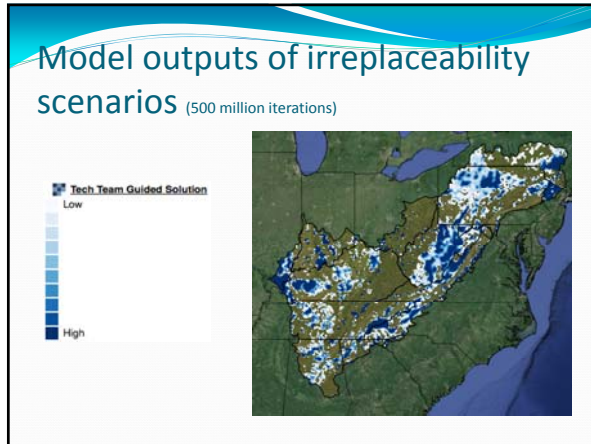 Model outputs of irreplaceability
scenarios (500 million iterations)
Tech Team Guided Solution
Low
High